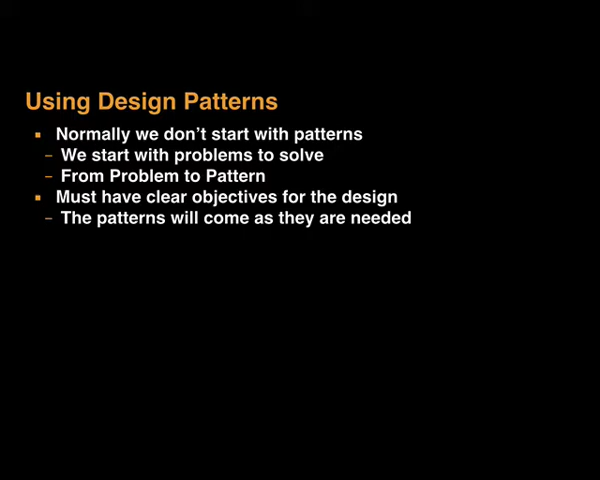 Using Design Patterns
▪ Normally we don't start with patterns
– We start with problems to solve
– From Problem to Pattern
▪ Must have clear objectives for the design
– The patterns will come as they are needed